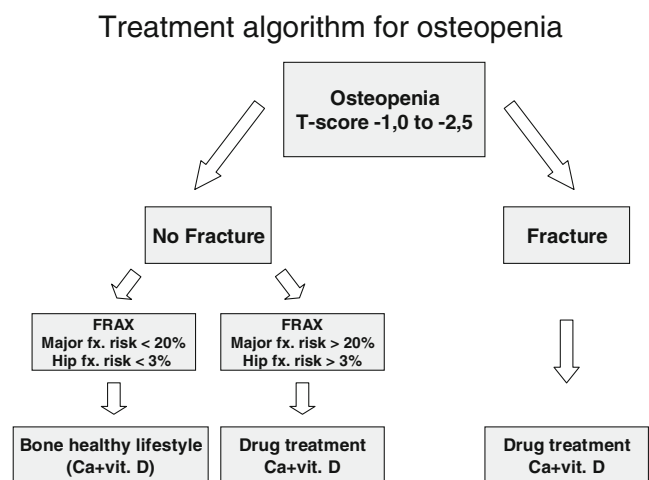 Treatment algorithm for osteopenia
Osteopenia
T-score -1,0 to -2,5
No Fracture
Fracture
FRAX
Major fx. risk < 20%
Hip fx. risk < 3%
FRAX
Major fx. risk > 20%
Hip fx. risk > 3%
Bone healthy lifestyle
(Ca+vit. D)
Drug treatment
Ca+vit. D
Drug treatment
Ca+vit. D